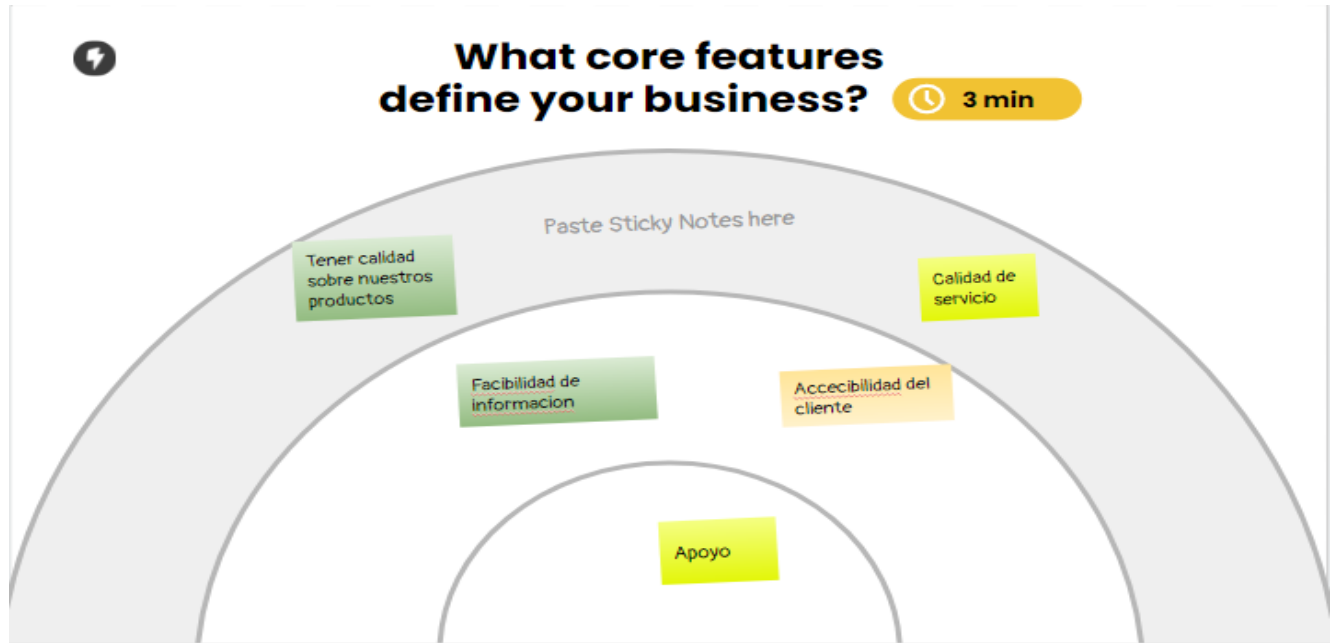 What core features
define your business?
3 min
Paste Sticky Notes here
Tener calidad
sobre nuestros
productos
Calidad de
servicio
Facibilidad de
informacion
Accecibilidad del
cliente
Apoyo